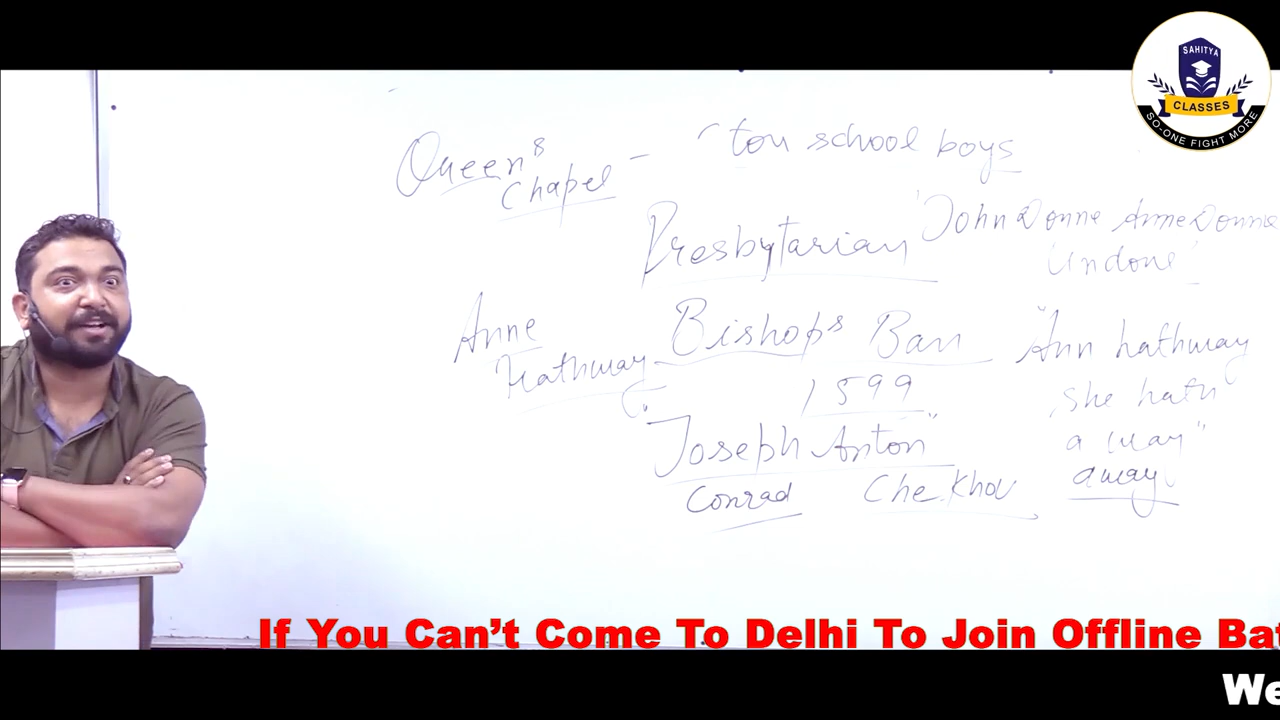 SAHITYA
CLASSES
SO-ONE FIGHT MORE
Queen's Chapel - "ton school boys
Presbytarian
'John Donne Anne Donne
Undone'
Anne
Hathway
Bishops Ban
1599
"Ann hathway
she hath
a way"
away
"Joseph Anton"
Conrad Chekhov
If You Can't Come To Delhi To Join Offline Bat
We